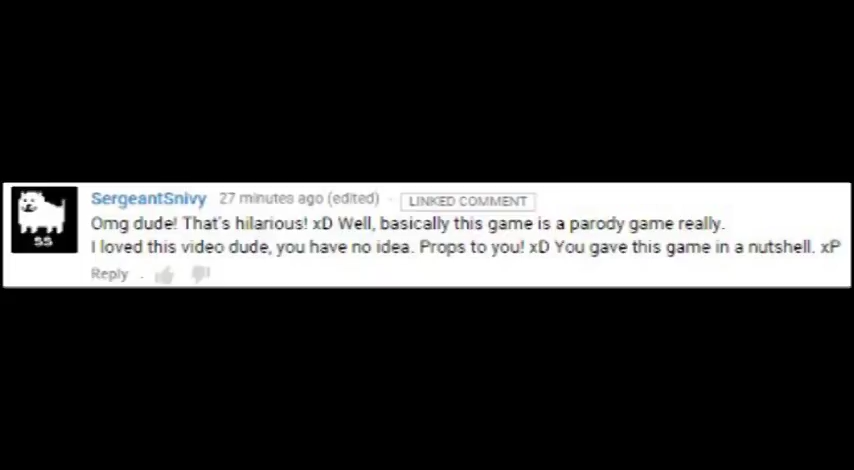 SergeantSnivy 27 minutes ago (edited) · LINKED COMMENT
Omg dude! That's hilarious! xD Well, basically this game is a parody game really.
I loved this video dude, you have no idea. Props to you! xD You gave this game in a nutshell. xP
Reply ·
SS